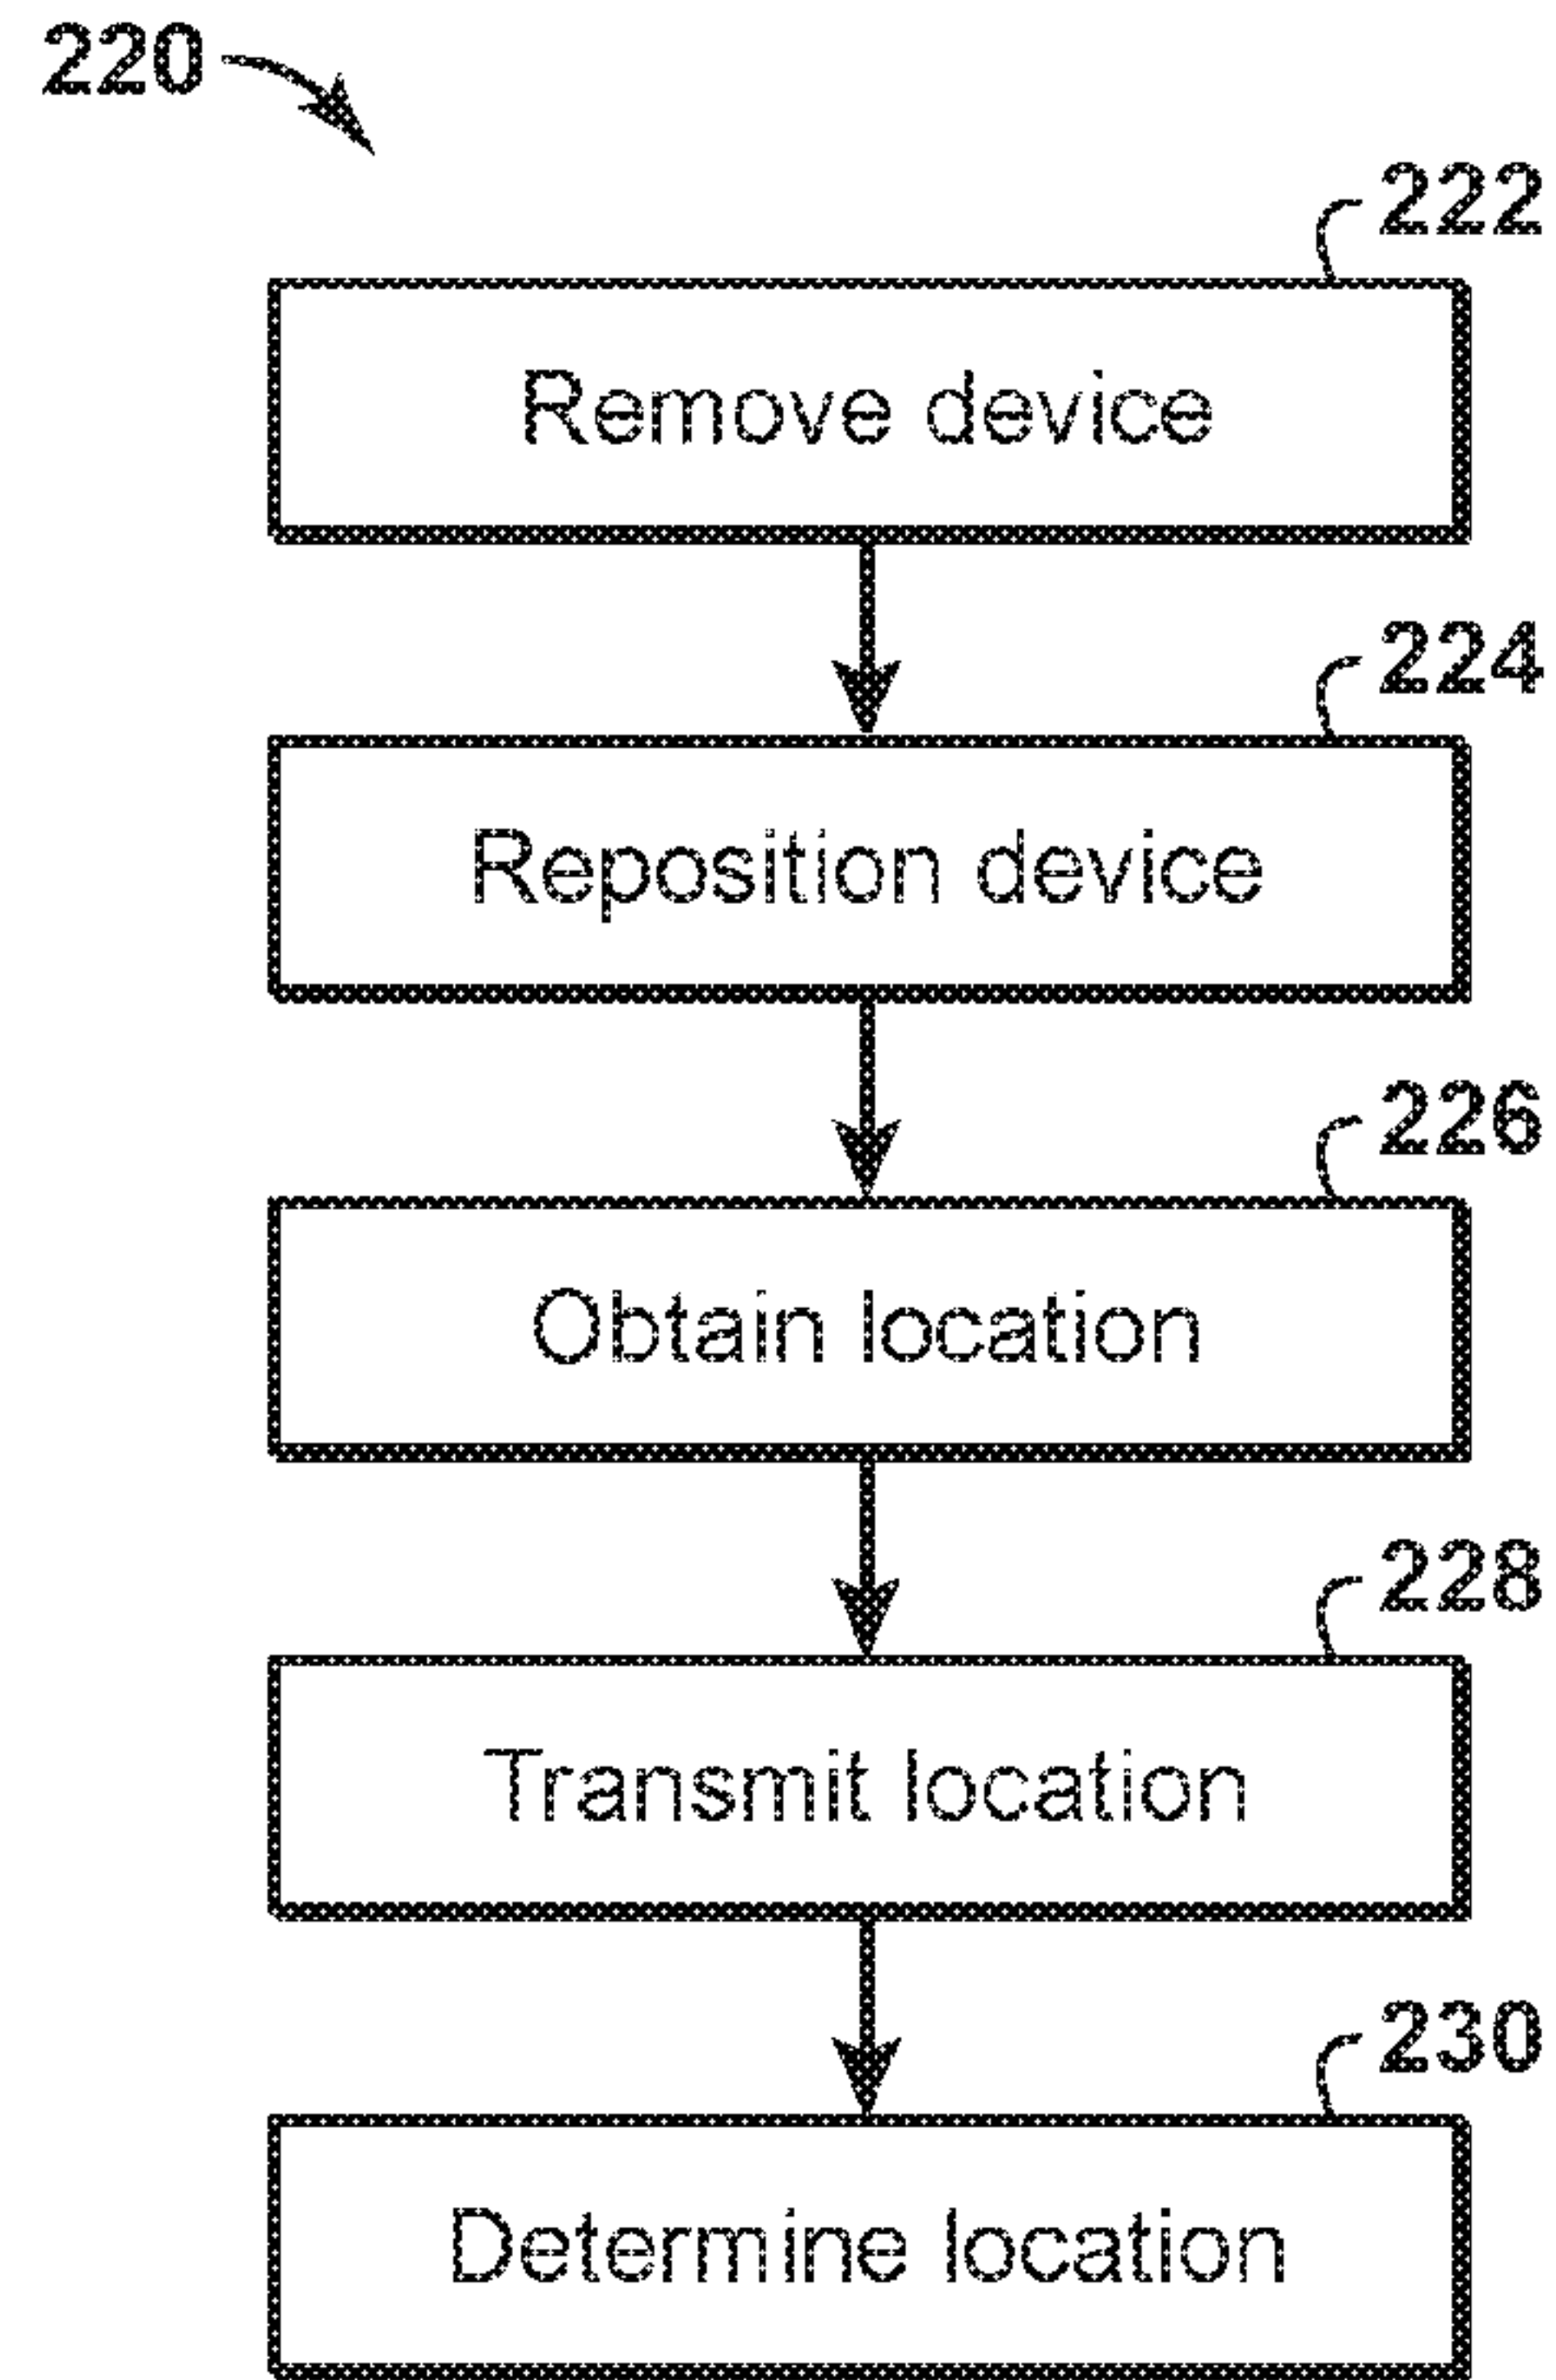 220
222
Remove device
224
Reposition device
226
Obtain location
228
Transmit location
230
Determine location